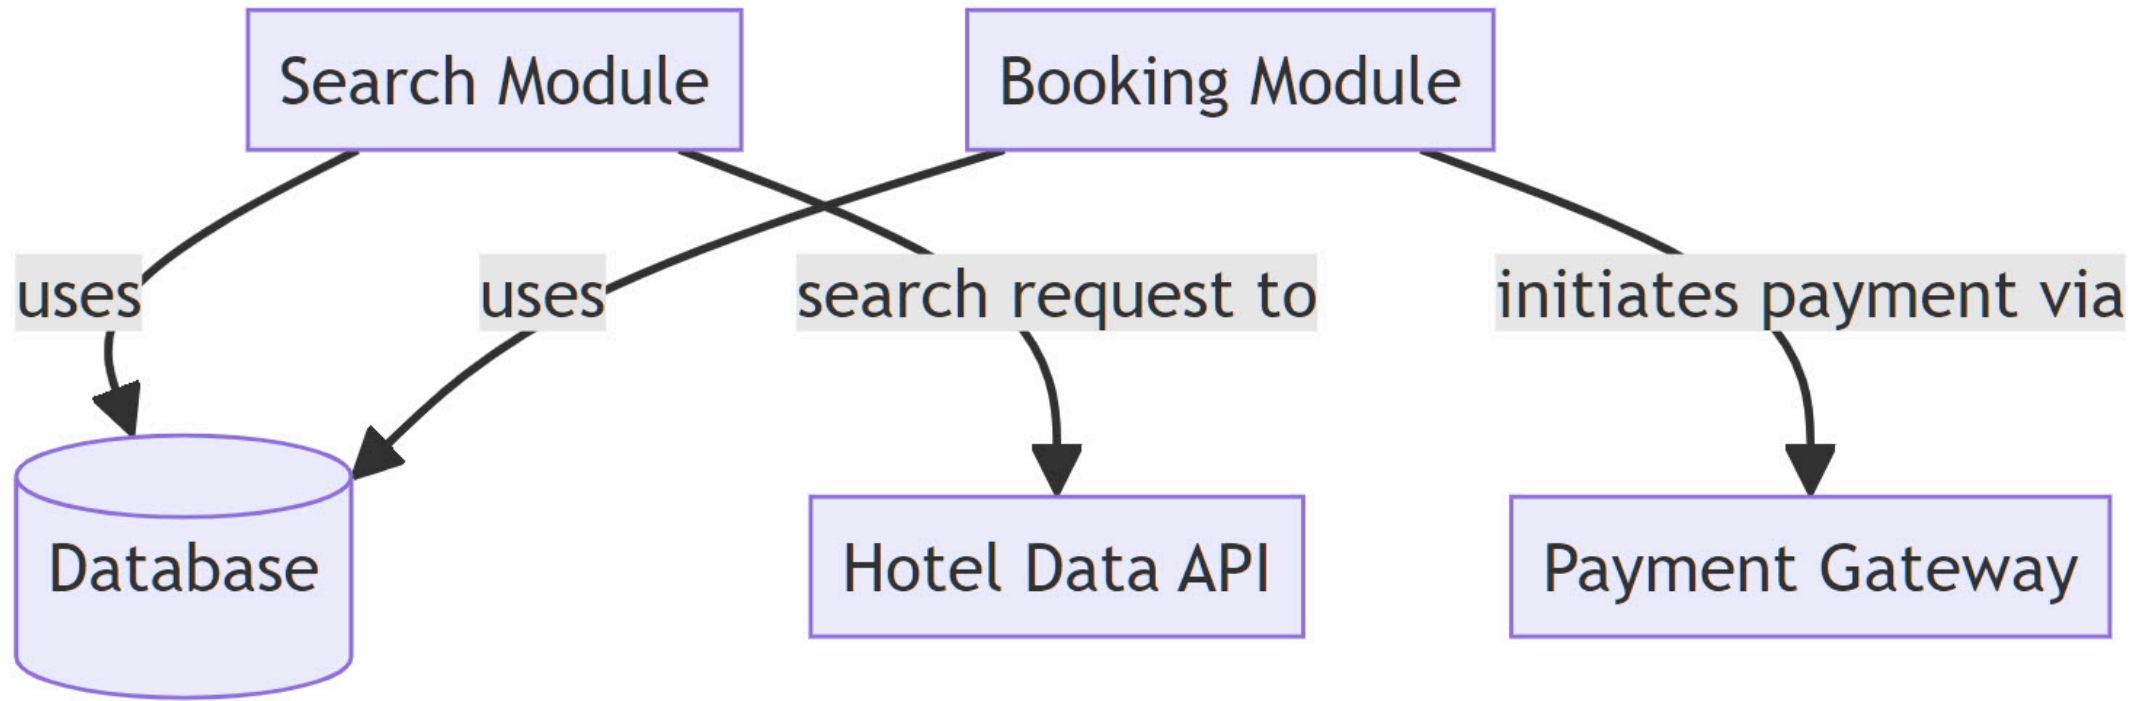 Search Module
Booking Module
uses
uses
search request to
initiates payment via
Database
Hotel Data API
Payment Gateway